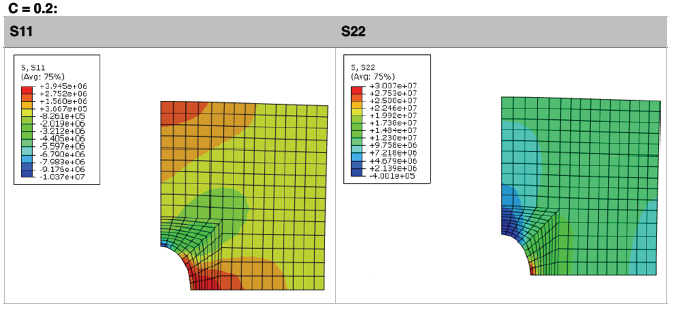 C = 0.2:
S11
S22
S, S11
(Avg: 75%)
+3.945e+06
+2.752e+06
+1.560e+06
+3.667e+05
-8.261e+05
-2.019e+06
-3.212e+06
-4.405e+06
-5.597e+06
-6.790e+06
-7.983e+06
-9.176e+06
-1.037e+07
S, S22
(Avg: 75%)
+3.007e+07
+2.753e+07
+2.500e+07
+2.246e+07
+1.992e+07
+1.738e+07
+1.484e+07
+1.230e+07
+9.758e+06
+7.218e+06
+4.679e+06
+2.139e+06
-4.001e+05